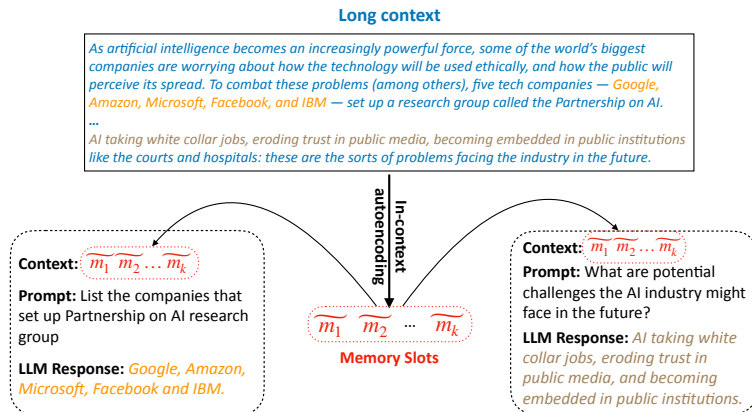 Long context
As artificial intelligence becomes an increasingly powerful force, some of the world's biggest
companies are worrying about how the technology will be used ethically, and how the public will
perceive its spread. To combat these problems (among others), five tech companies — Google,
Amazon, Microsoft, Facebook, and IBM — set up a research group called the Partnership on AI.
...
AI taking white collar jobs, eroding trust in public media, becoming embedded in public institutions
like the courts and hospitals: these are the sorts of problems facing the industry in the future.
In-context
autoencoding
Context: m̃₁ m̃₂ … m̃ₖ
Prompt: List the companies that
set up Partnership on AI research
group
LLM Response: Google, Amazon,
Microsoft, Facebook and IBM.
m̃₁ m̃₂ ... m̃ₖ
Memory Slots
Context: m̃₁ m̃₂ … m̃ₖ
Prompt: What are potential
challenges the AI industry might
face in the future?
LLM Response: AI taking white
collar jobs, eroding trust in
public media, and becoming
embedded in public institutions.